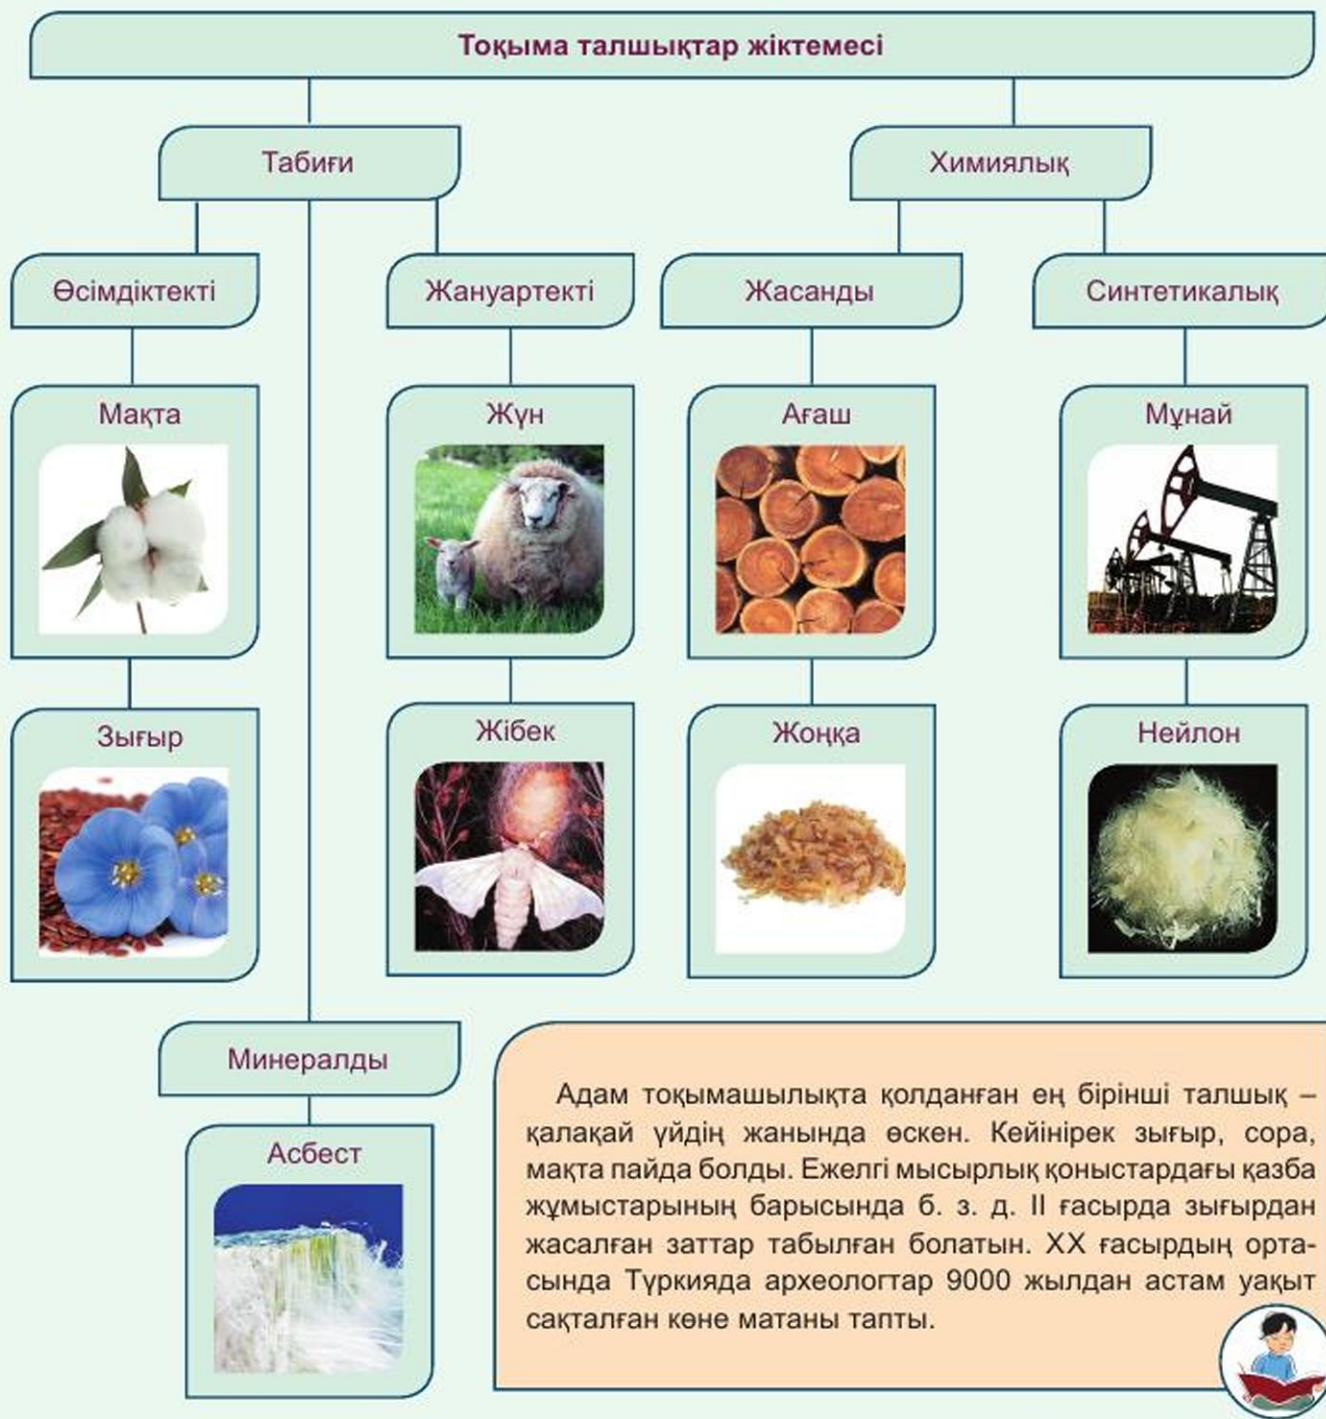 Тоқыма талшықтар жіктемесі
Табиғи
Химиялық
Өсімдіктекті
Жануартекті
Жасанды
Синтетикалық
Мақта
Жүн
Ағаш
Мұнай
Зығыр
Жібек
Жоңқа
Нейлон
Минералды
Асбест
Адам тоқымашылықта қолданған ең бірінші талшық –
қалақай үйдің жанында өскен. Кейінірек зығыр, сора,
мақта пайда болды. Ежелгі мысырлық қоныстардағы қазба
жұмыстарының барысында б. з. д. II ғасырда зығырдан
жасалған заттар табылған болатын. XX ғасырдың орта-
сында Түркияда археологтар 9000 жылдан астам уақыт
сақталған көне матаны тапты.